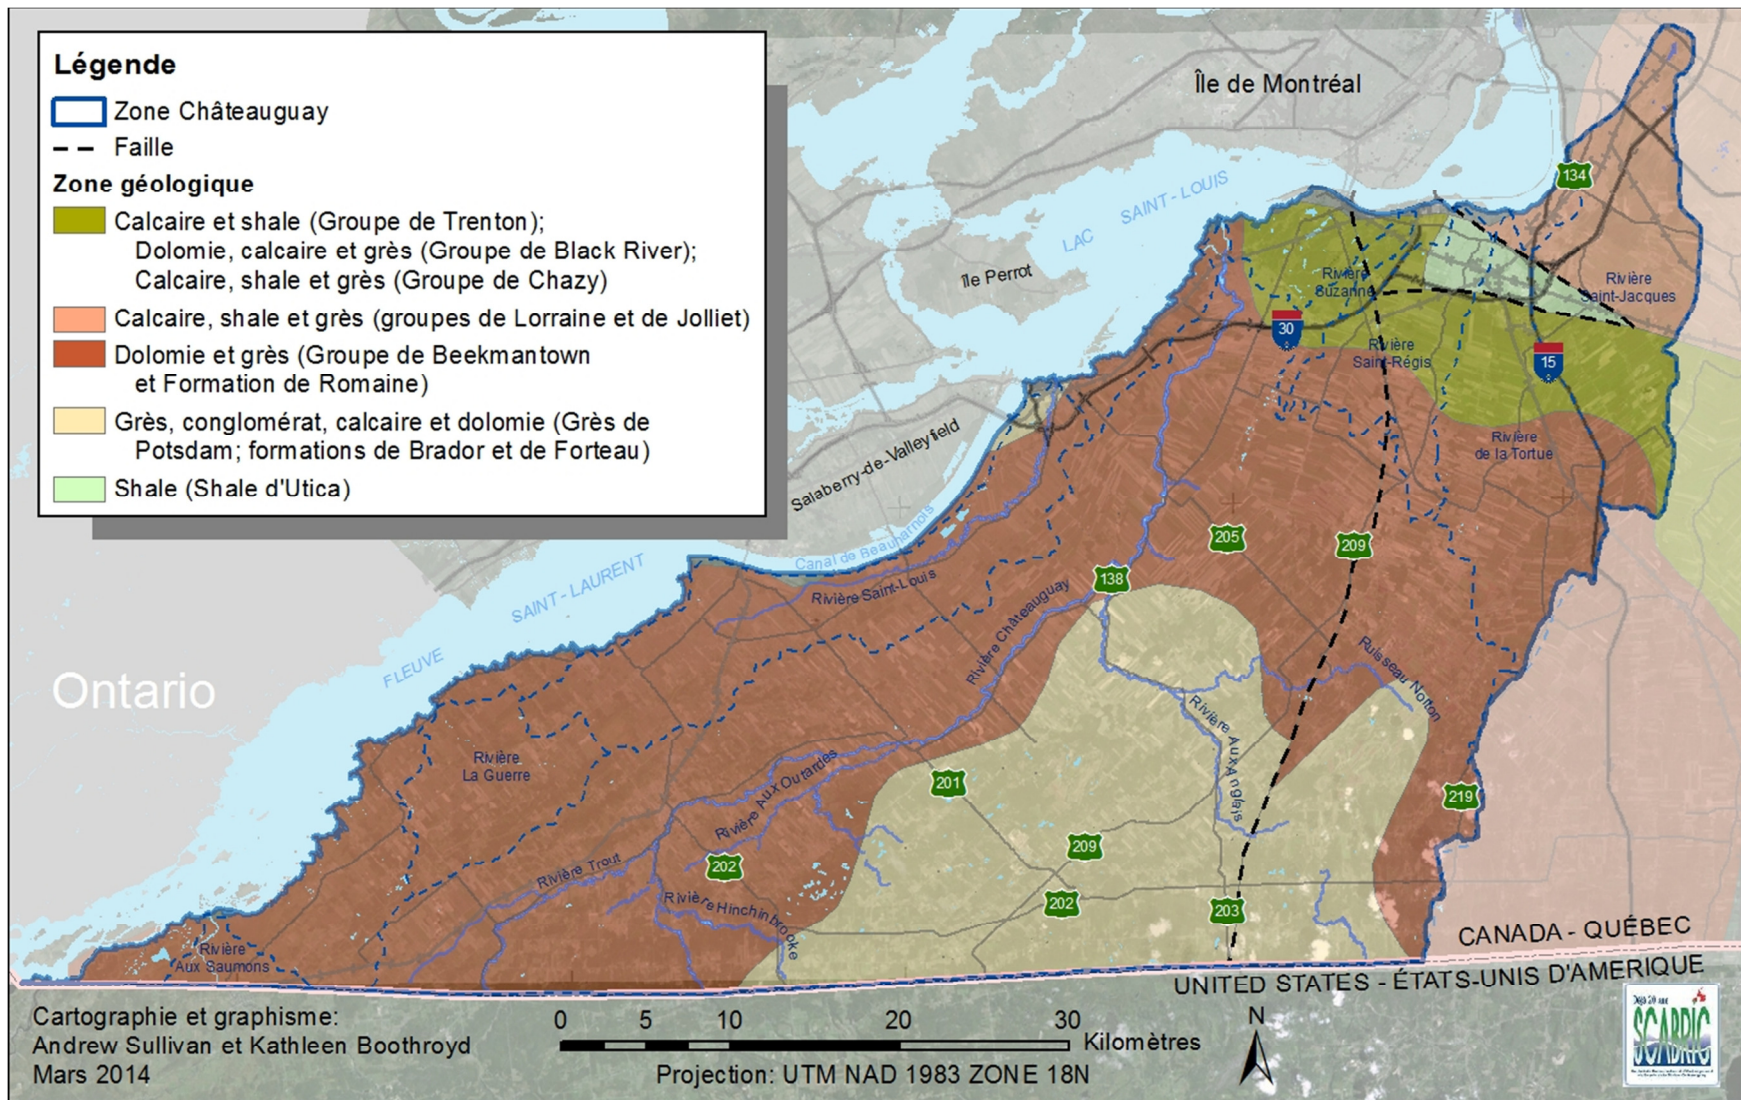 Légende
Zone Châteauguay
Faille
Zone géologique
Calcaire et shale (Groupe de Trenton);
Dolomie, calcaire et grès (Groupe de Black River);
Calcaire, shale et grès (Groupe de Chazy)
Calcaire, shale et grès (groupes de Lorraine et de Jolliet)
Dolomie et grès (Groupe de Beekmantown
et Formation de Romaine)
Grès, conglomérat, calcaire et dolomie (Grès de
Potsdam; formations de Brador et de Forteau)
Shale (Shale d'Utica)
Île de Montréal
134
LAC SAINT-LOUIS
Île Perrot
Rivière
Suzanne
Rivière
Saint-Jacques
30
Rivière
Saint-Régis
15
Salaberry-de-Valleyfield
Rivière
de la Tortue
Canal de Beauharnois
205
209
138
FLEUVE SAINT-LAURENT
Rivière Saint-Louis
Rivière Châteauguay
Ruisseau Norton
Ontario
Rivière
La Guerre
Rivière Aux Outardes
201
Rivière Aux Anglais
219
209
202
Rivière Trout
Rivière Hinchinbrooke
202
203
Rivière
Aux Saumons
CANADA - QUÉBEC
UNITED STATES - ÉTATS-UNIS D'AMERIQUE
Cartographie et graphisme:
Andrew Sullivan et Kathleen Boothroyd
Mars 2014
0 5 10 20 30
Kilomètres
Projection: UTM NAD 1983 ZONE 18N
N
Déjà 20 ans
SCABRIC